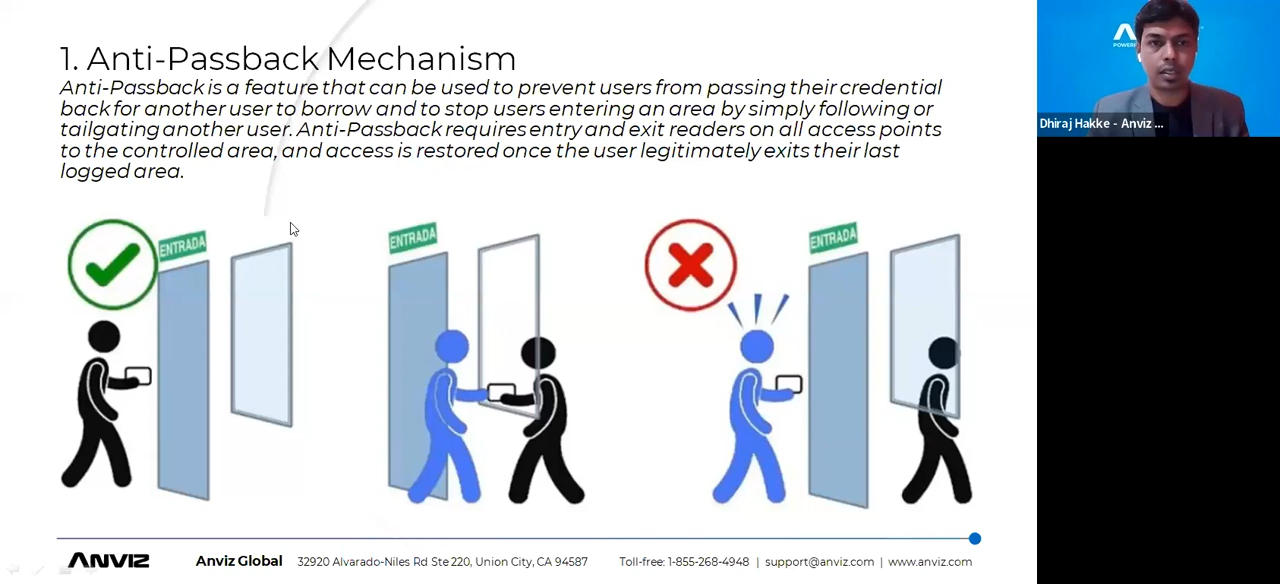 1. Anti-Passback Mechanism
Anti-Passback is a feature that can be used to prevent users from passing their credential
back for another user to borrow and to stop users entering an area by simply following or
tailgating another user. Anti-Passback requires entry and exit readers on all access points
to the controlled area, and access is restored once the user legitimately exits their last
logged area.
ENTRADA
ENTRADA
ENTRADA
ANVIZ
Anviz Global
32920 Alvarado-Niles Rd Ste 220, Union City, CA 94587
Toll-free: 1-855-268-4948 | support@anviz.com | www.anviz.com
Dhiraj Hakke - Anviz ...